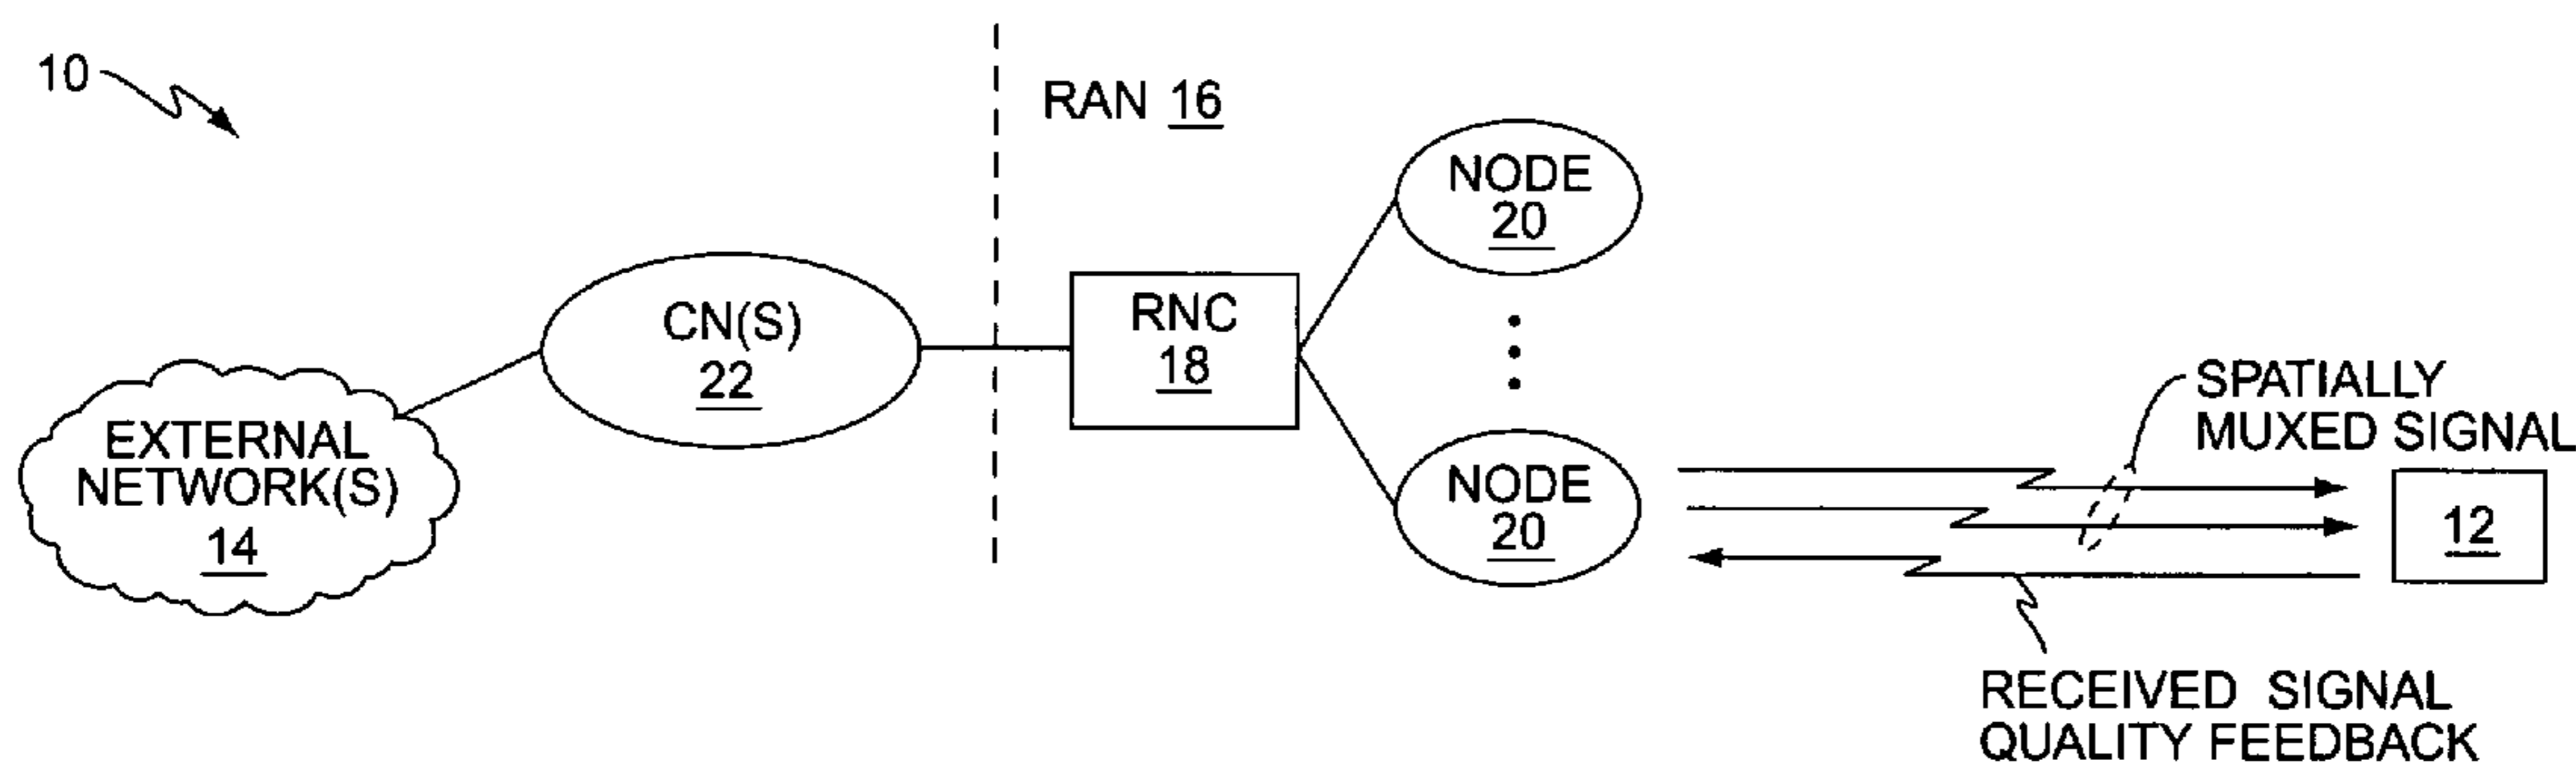 10
RAN 16
NODE
20
CN(S)
22
RNC
18
EXTERNAL
NETWORK(S)
14
NODE
20
SPATIALLY
MUXED SIGNAL
12
RECEIVED SIGNAL
QUALITY FEEDBACK